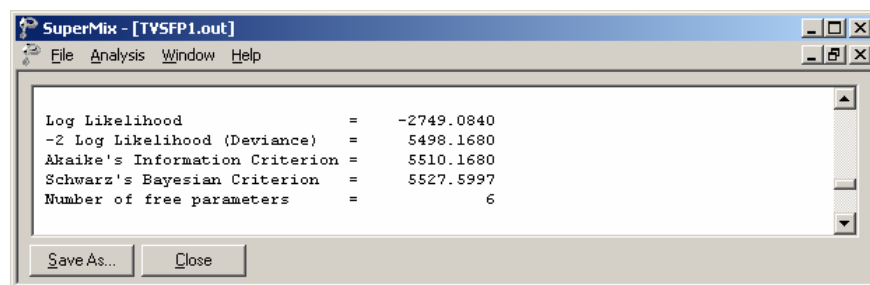 SuperMix - [TVSFP1.out]
File Analysis Window Help
Log Likelihood = -2749.0840
-2 Log Likelihood (Deviance) = 5498.1680
Akaike's Information Criterion = 5510.1680
Schwarz's Bayesian Criterion = 5527.5997
Number of free parameters = 6
Save As... Close